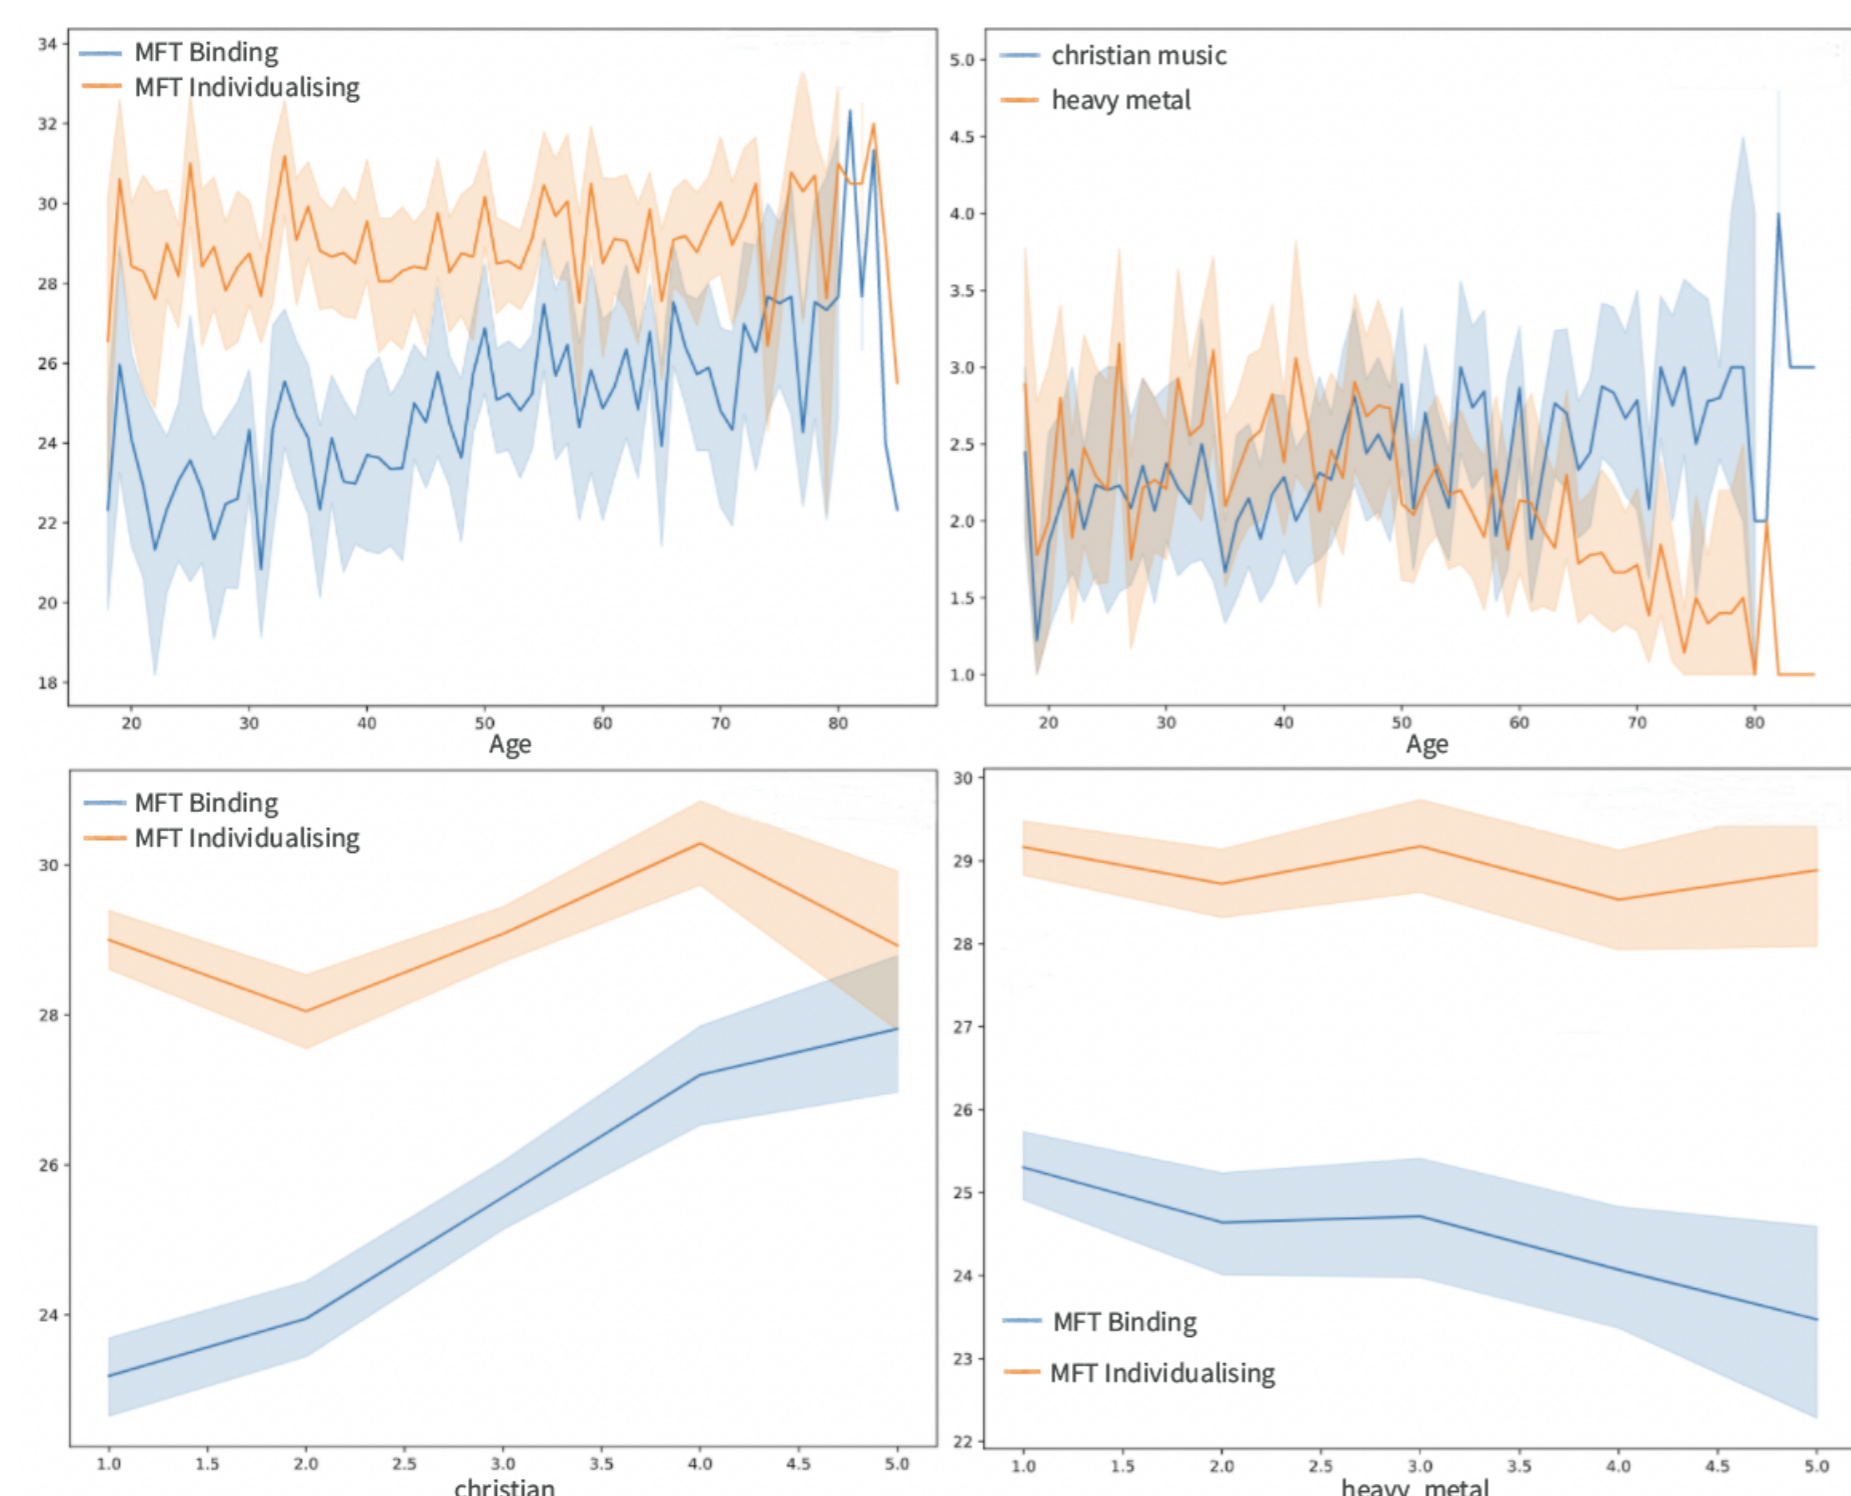 MFT Binding
MFT Individualising
34
32
30
28
26
24
22
20
18
20 30 40 50 60 70 80
Age
christian music
heavy metal
5.0
4.5
4.0
3.5
3.0
2.5
2.0
1.5
1.0
20 30 40 50 60 70 80
Age
MFT Binding
MFT Individualising
30
28
26
24
1.0 1.5 2.0 2.5 3.0 3.5 4.0 4.5 5.0
christian
30
29
28
27
26
25
24
23
22
MFT Binding
MFT Individualising
1.0 1.5 2.0 2.5 3.0 3.5 4.0 4.5 5.0
heavy_metal